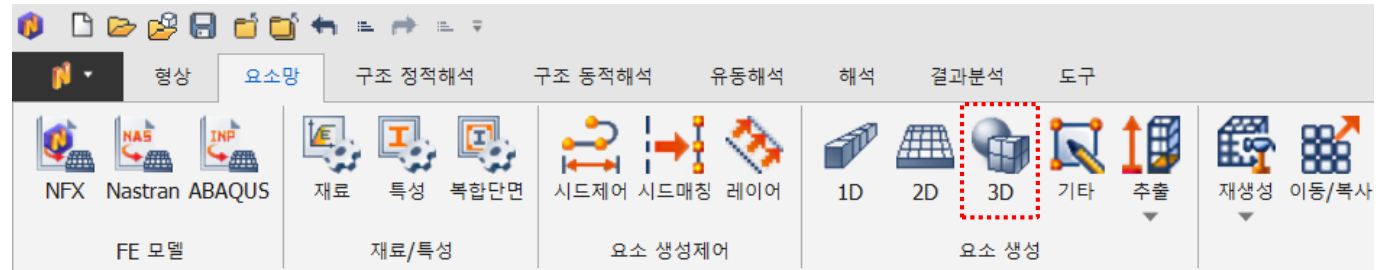 형상 요소망 구조 정적해석 구조 동적해석 유동해석 해석 결과분석 도구
NAS INP
NFX Nastran ABAQUS 재료 특성 복합단면 시드제어 시드매칭 레이어 1D 2D 3D 기타 추출 재생성 이동/복사
FE 모델 재료/특성 요소 생성제어 요소 생성